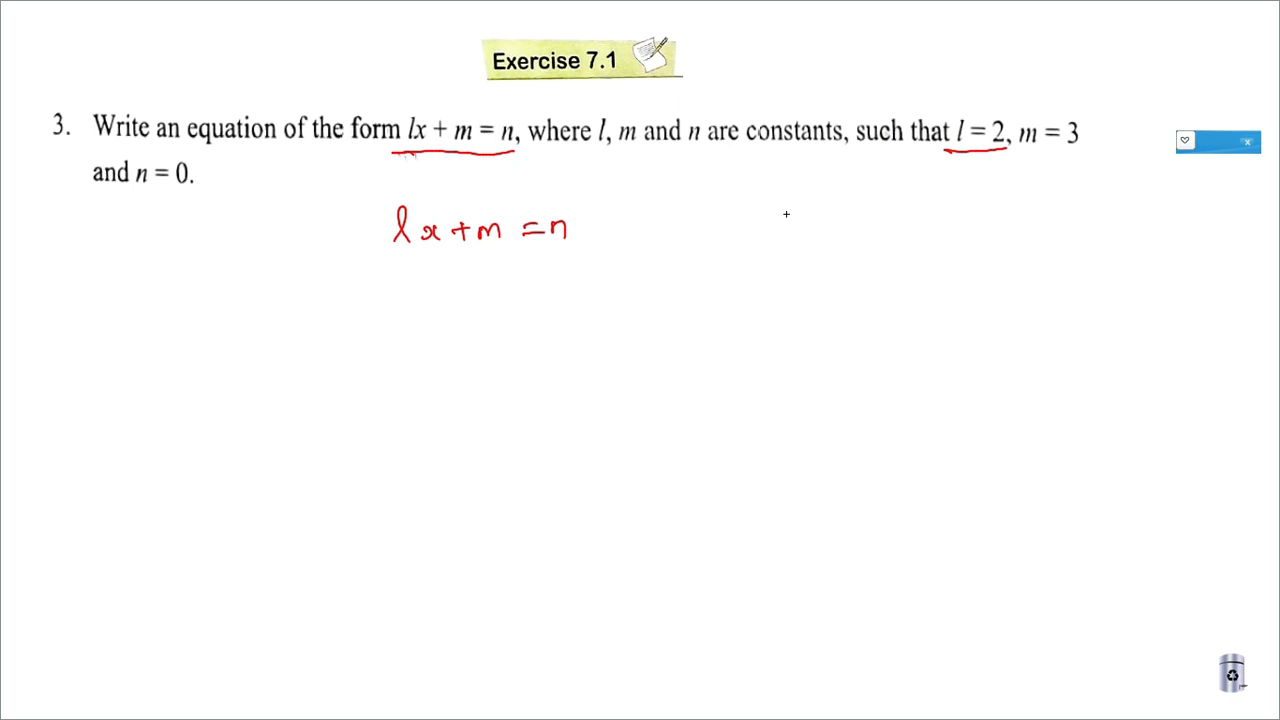 Exercise 7.1
3. Write an equation of the form lx + m = n, where l, m and n are constants, such that l = 2, m = 3
and n = 0.
lx + m = n